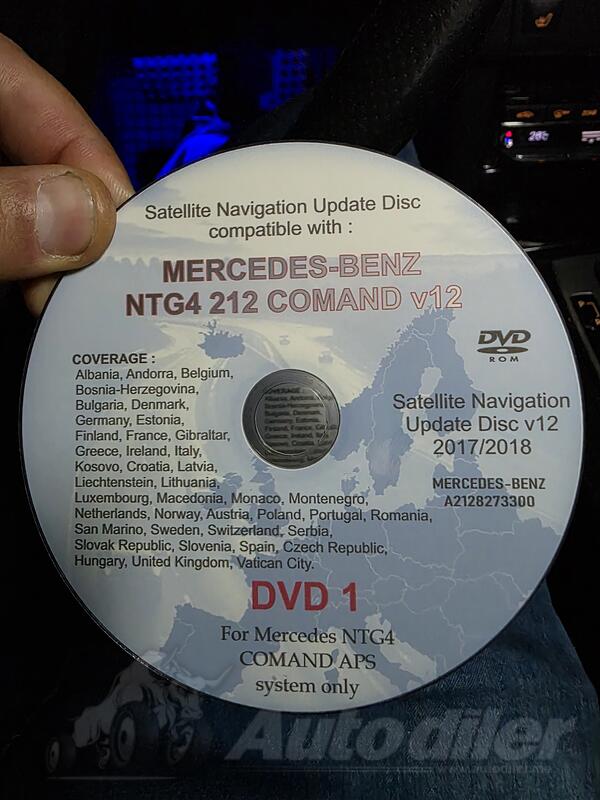 Satellite Navigation Update Disc
compatible with :
MERCEDES-BENZ
NTG4 212 COMAND v12
DVD
ROM
COVERAGE :
Albania, Andorra, Belgium,
Bosnia-Herzegovina,
Bulgaria, Denmark,
Germany, Estonia,
Finland, France, Gibraltar,
Greece, Ireland, Italy,
Kosovo, Croatia, Latvia,
Liechtenstein, Lithuania,
Luxembourg, Macedonia, Monaco, Montenegro,
Netherlands, Norway, Austria, Poland, Portugal, Romania,
San Marino, Sweden, Switzerland, Serbia,
Slovak Republic, Slovenia, Spain, Czech Republic,
Hungary, United Kingdom, Vatican City.
Satellite Navigation
Update Disc v12
2017/2018
MERCEDES-BENZ
A2128273300
DVD 1
For Mercedes NTG4
COMAND APS
system only
Autodiler
www.autodiler.me